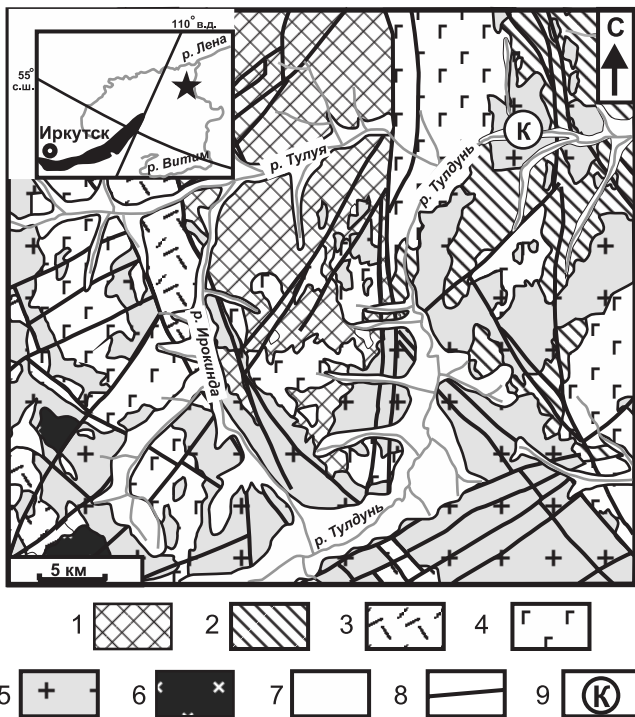 110° в.д.
р. Лена
С
55°
с.ш.
Иркутск
р. Витим
К
р. Тулуя
р. Тулдунь
р. Ирокинда
р. Тулдунь
5 км
1 2 3 4
5 6 7 8 9 К